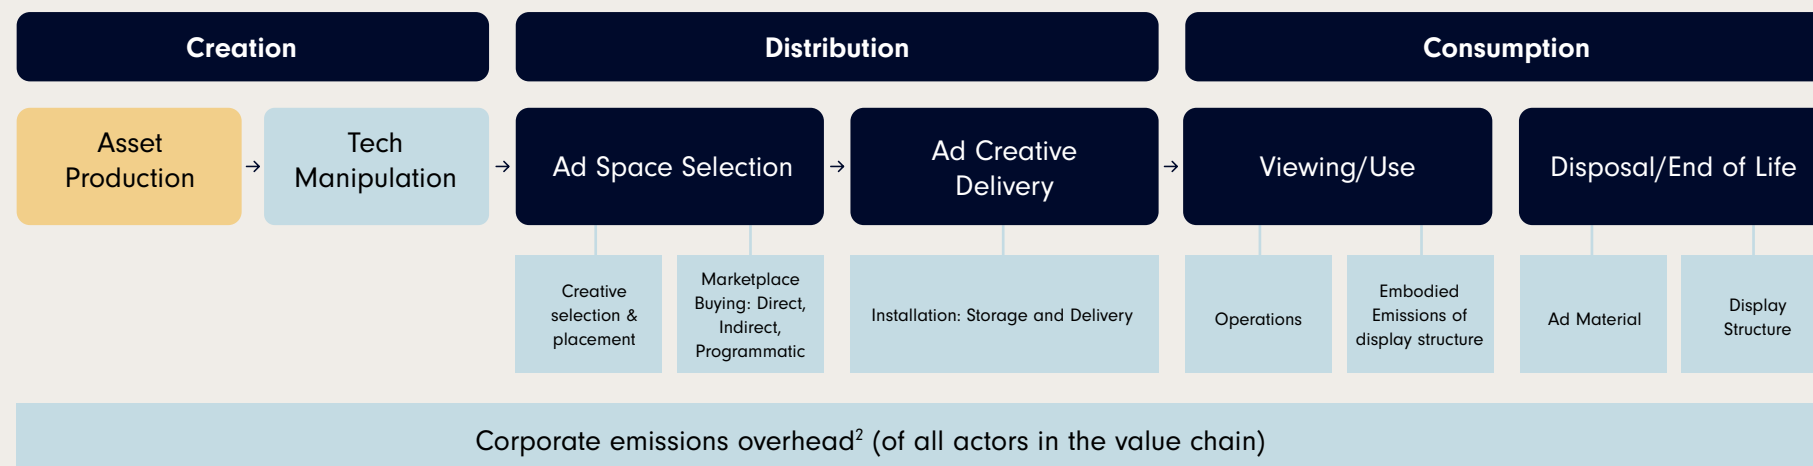 Creation
Distribution
Consumption
Asset
Production
Tech
Manipulation
Ad Space Selection
Ad Creative
Delivery
Viewing/Use
Disposal/End of Life
Creative
selection &
placement
Marketplace
Buying: Direct,
Indirect,
Programmatic
Installation: Storage and Delivery
Operations
Embodied
Emissions of
display structure
Ad Material
Display
Structure
Corporate emissions overhead² (of all actors in the value chain)